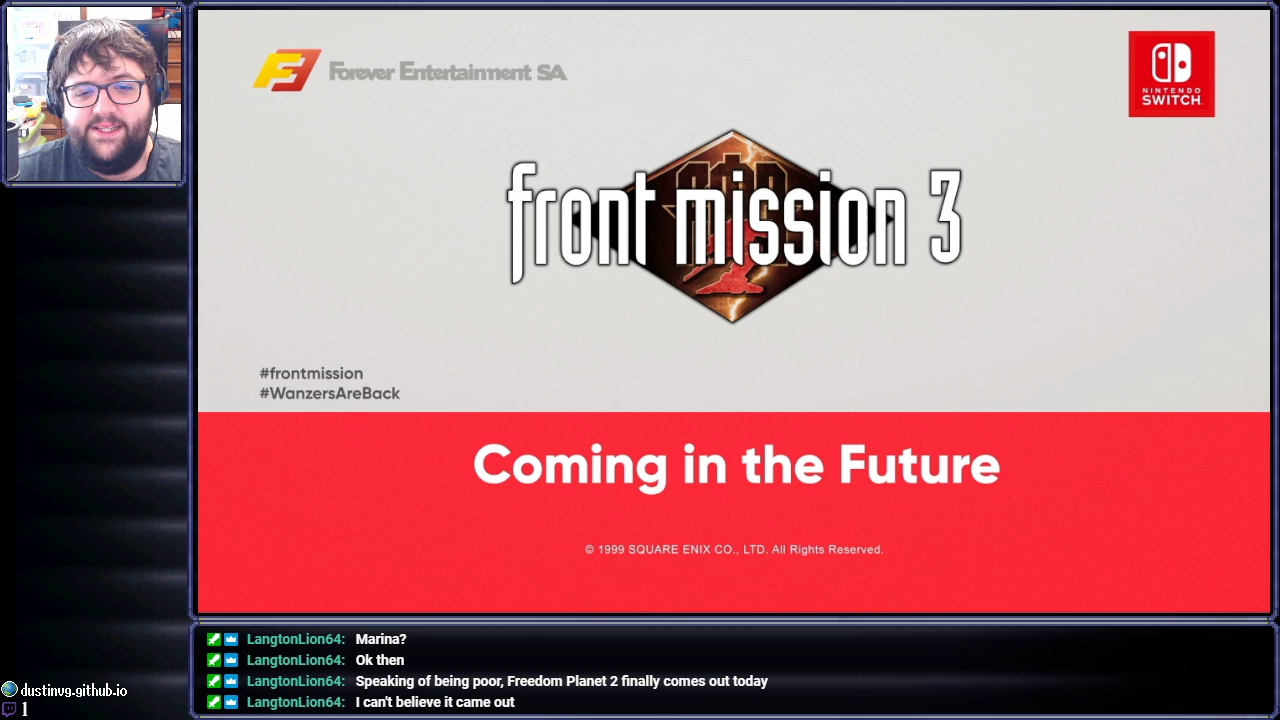 Forever Entertainment SA
NINTENDO
SWITCH
front mission 3
#frontmission
#WanzersAreBack
Coming in the Future
© 1999 SQUARE ENIX CO., LTD. All Rights Reserved.
LangtonLion64: Marina?
LangtonLion64: Ok then
LangtonLion64: Speaking of being poor, Freedom Planet 2 finally comes out today
LangtonLion64: I can't believe it came out
dustinvg.github.io
1